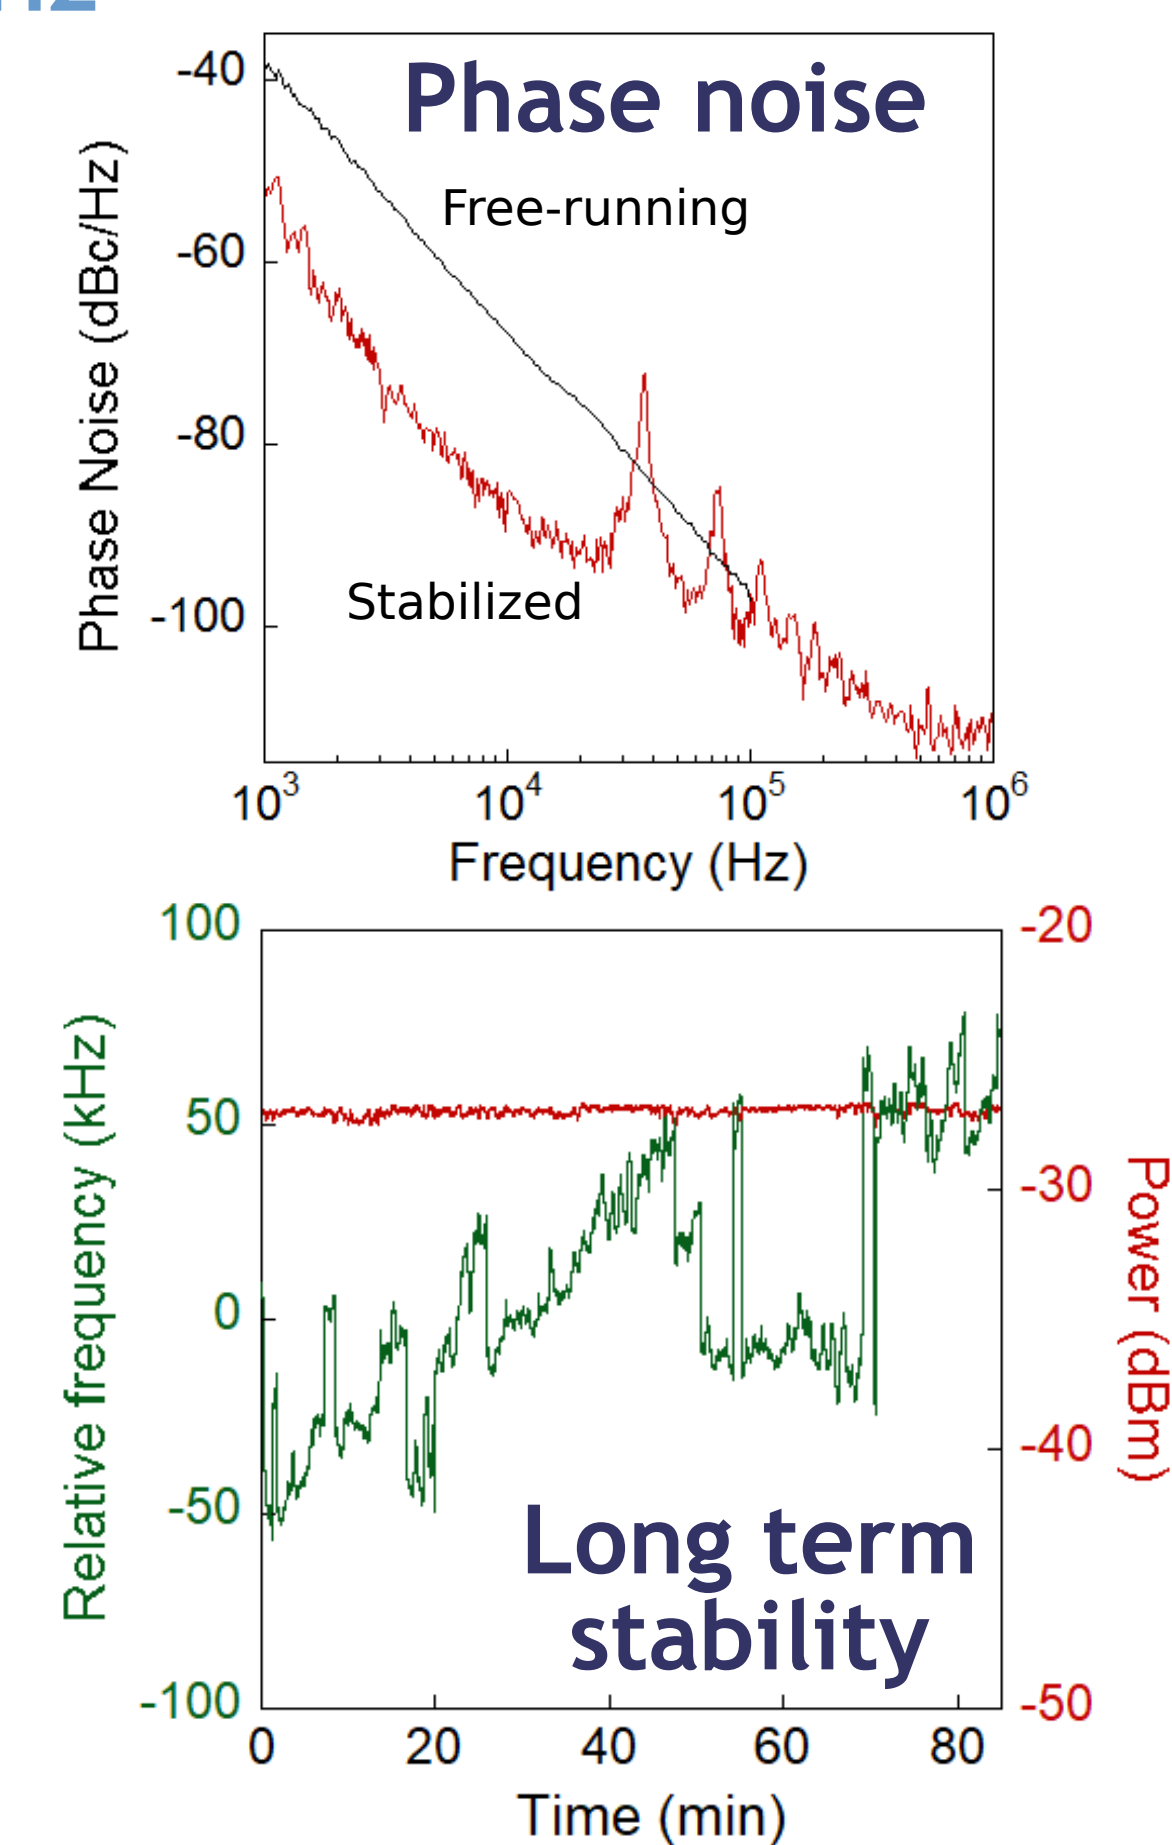 Phase noise
Free-running
Stabilized
Phase Noise (dBc/Hz)
-40
-60
-80
-100
10³
10⁴
10⁵
10⁶
Frequency (Hz)
100
50
0
-50
-100
Relative frequency (kHz)
-20
-30
-40
-50
Power (dBm)
Long term
stability
0
20
40
60
80
Time (min)